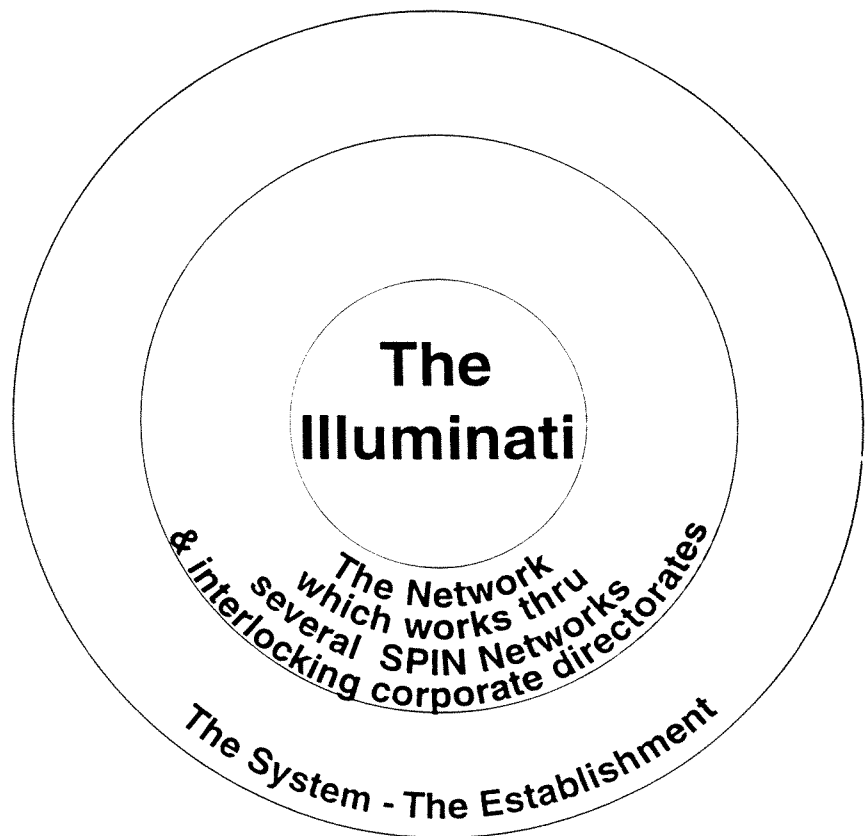 The
Illuminati
The Network
which works thru
several SPIN Networks
& interlocking corporate directorates
The System - The Establishment